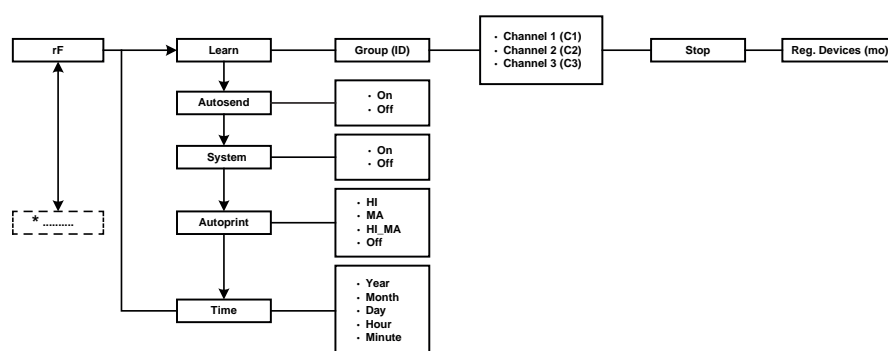 rF
Learn
Group (ID)
· Channel 1 (C1)
· Channel 2 (C2)
· Channel 3 (C3)
Stop
Reg. Devices (mo)
Autosend
· On
· Off
System
· On
· Off
* ..........
Autoprint
· HI
· MA
· HI_MA
· Off
Time
· Year
· Month
· Day
· Hour
· Minute